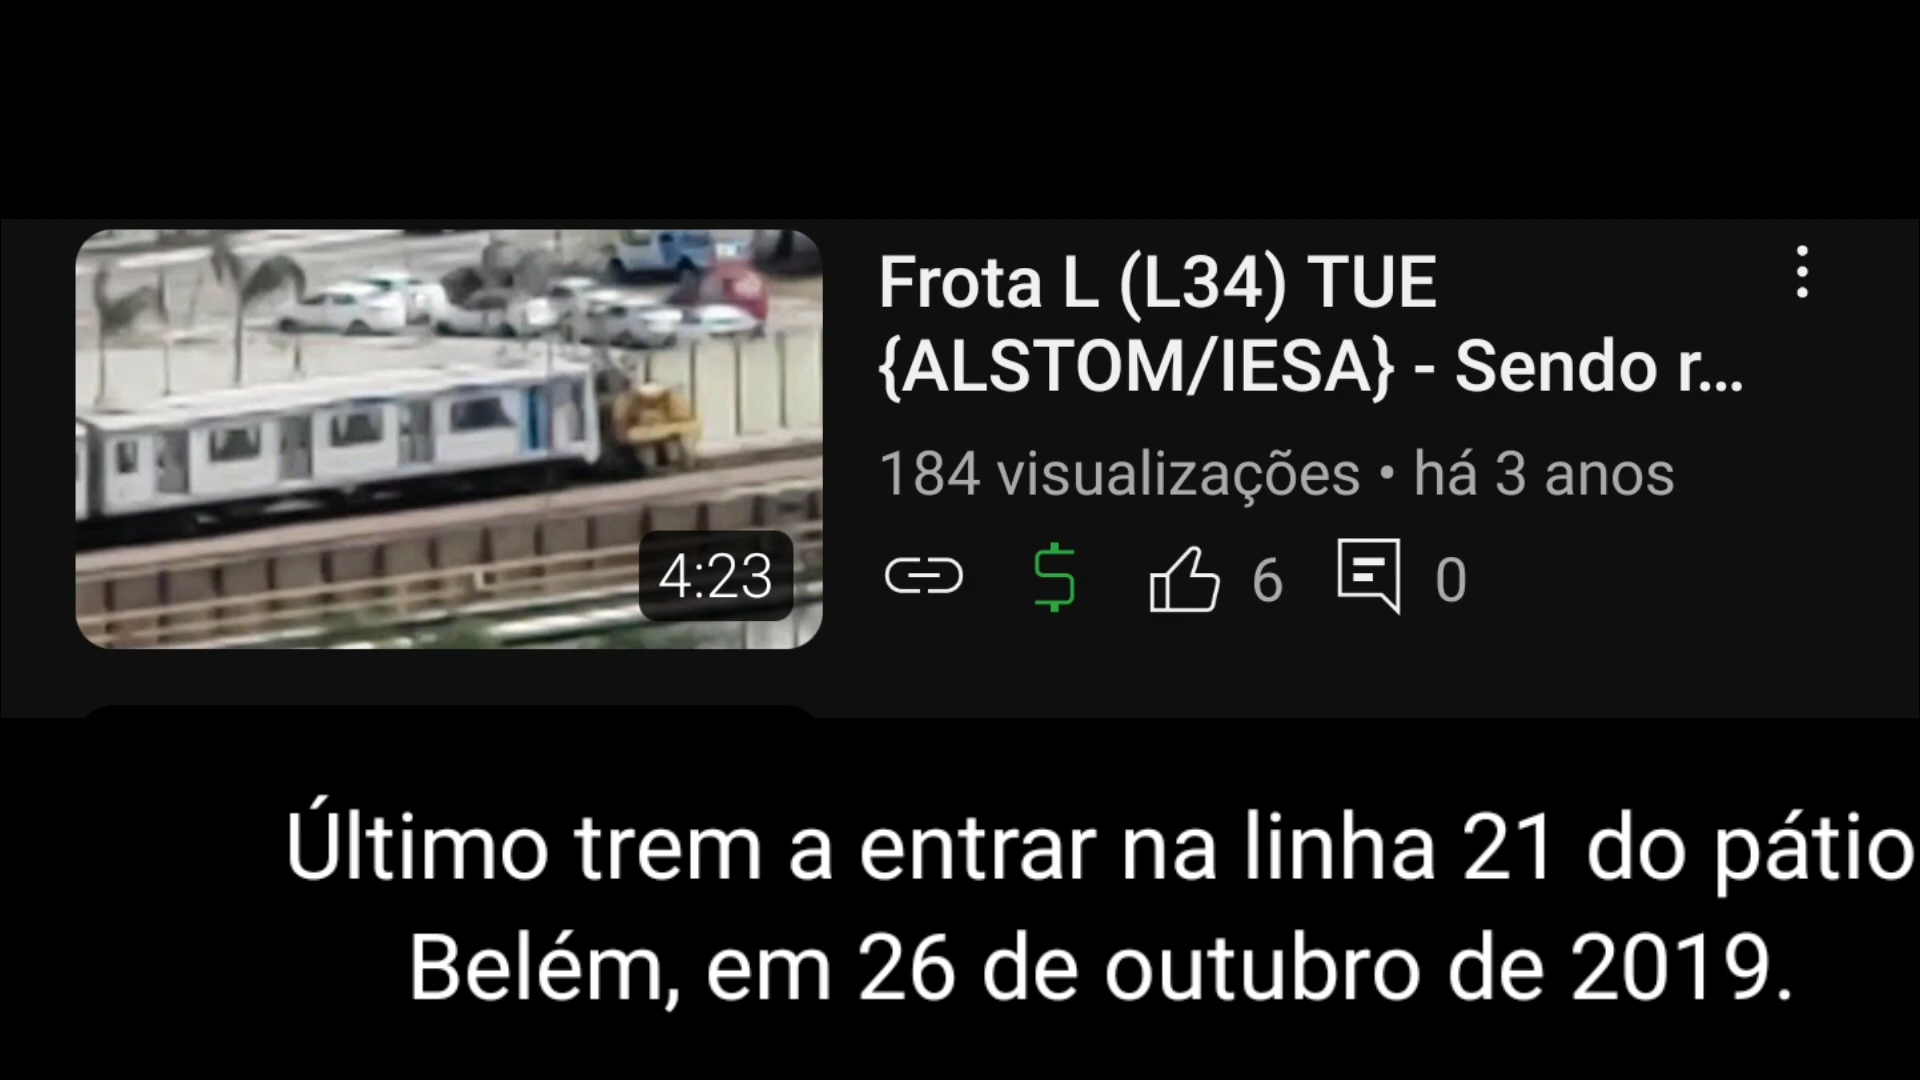 Frota L (L34) TUE
{ALSTOM/IESA} - Sendo r...
184 visualizações • há 3 anos
4:23
6
0
Último trem a entrar na linha 21 do pátio
Belém, em 26 de outubro de 2019.